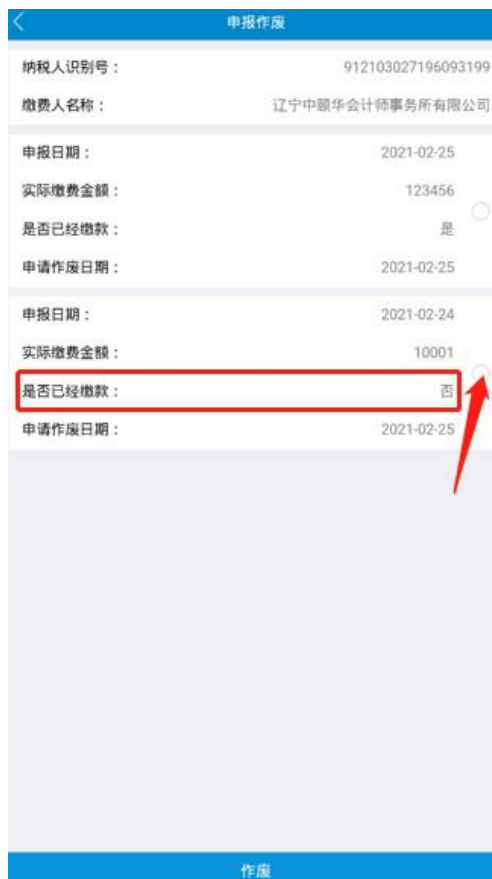 申报作废
纳税人识别号： 912103027196093199
缴费人名称： 辽宁中颐华会计师事务所有限公司
申报日期： 2021-02-25
实际缴费金额： 123456
是否已经缴款： 是
申请作废日期： 2021-02-25
申报日期： 2021-02-24
实际缴费金额： 10001
是否已经缴款： 否
申请作废日期： 2021-02-25
作废